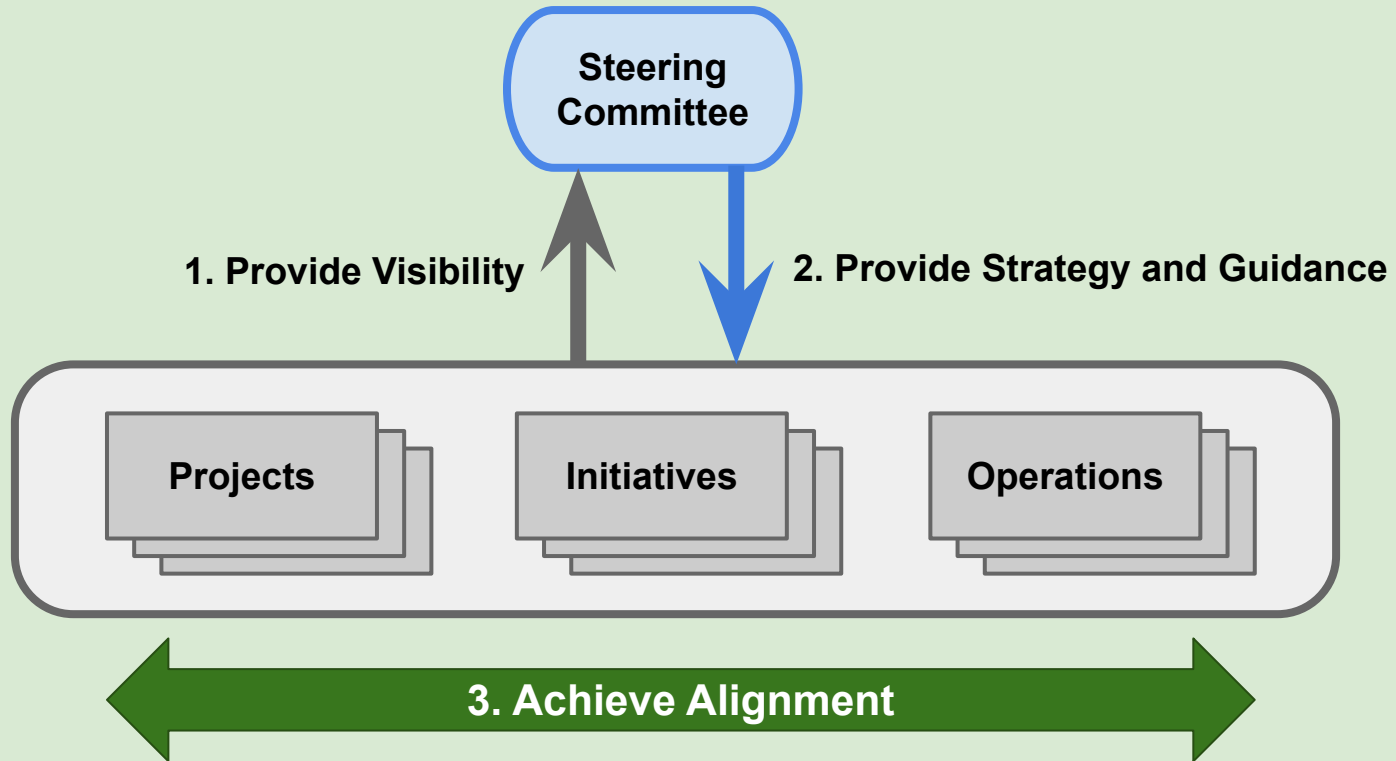 Steering
Committee
1. Provide Visibility
2. Provide Strategy and Guidance
Projects
Initiatives
Operations
3. Achieve Alignment